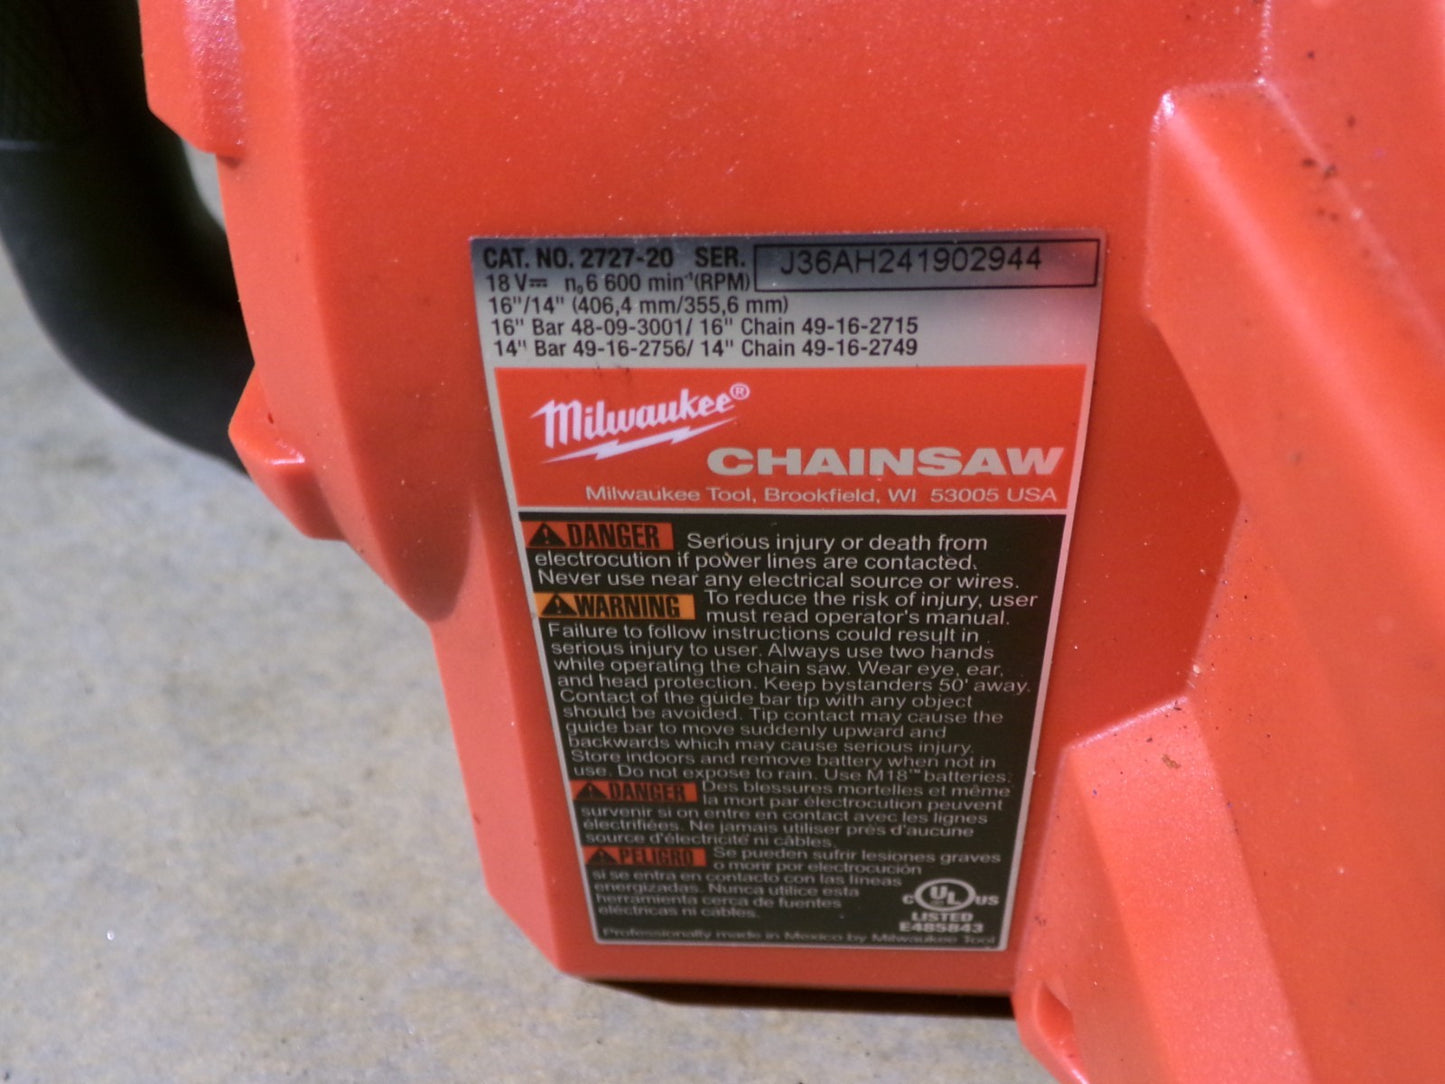 CAT. NO. 2727-20 SER. J36AH241902944
18 V⎓ n₀ 6 600 min⁻¹ (RPM)
16"/14" (406,4 mm/355,6 mm)
16" Bar 48-09-3001/ 16" Chain 49-16-2715
14" Bar 49-16-2756/ 14" Chain 49-16-2749
Milwaukee®
CHAINSAW
Milwaukee Tool, Brookfield, WI 53005 USA
DANGER Serious injury or death from
electrocution if power lines are contacted.
Never use near any electrical source or wires.
WARNING To reduce the risk of injury, user
must read operator's manual.
Failure to follow instructions could result in
serious injury to user. Always use two hands
while operating the chain saw. Wear eye, ear,
and head protection. Keep bystanders 50' away.
Contact of the guide bar tip with any object
should be avoided. Tip contact may cause the
guide bar to move suddenly upward and
backwards which may cause serious injury.
Store indoors and remove battery when not in
use. Do not expose to rain. Use M18™ batteries.
DANGER Des blessures mortelles et même
la mort par électrocution peuvent
survenir si on entre en contact avec les lignes
électrifiées. Ne jamais utiliser près d'aucune
source d'électricité ni câbles.
PELIGRO Se pueden sufrir lesiones graves
o morir por electrocución
si se entra en contacto con las líneas
energizadas. Nunca utilice esta
herramienta cerca de fuentes
eléctricas ni cables.
C UL US
LISTED
E485843
Professionally made in Mexico by Milwaukee Tool